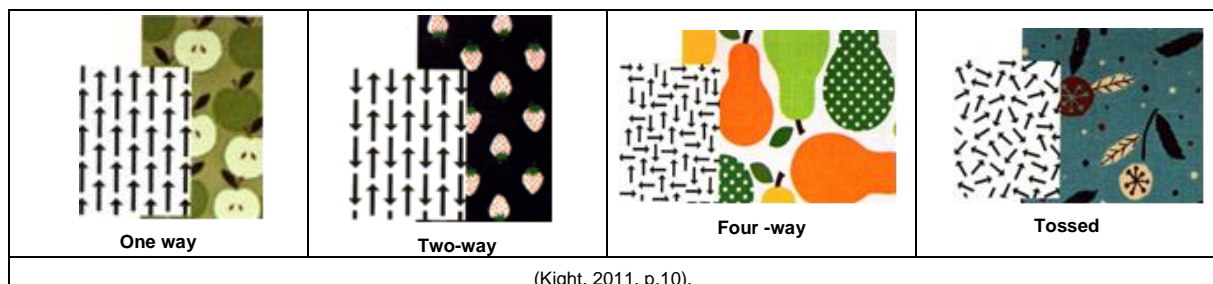 One way
Two-way
Four -way
Tossed
(Kight, 2011, p.10).